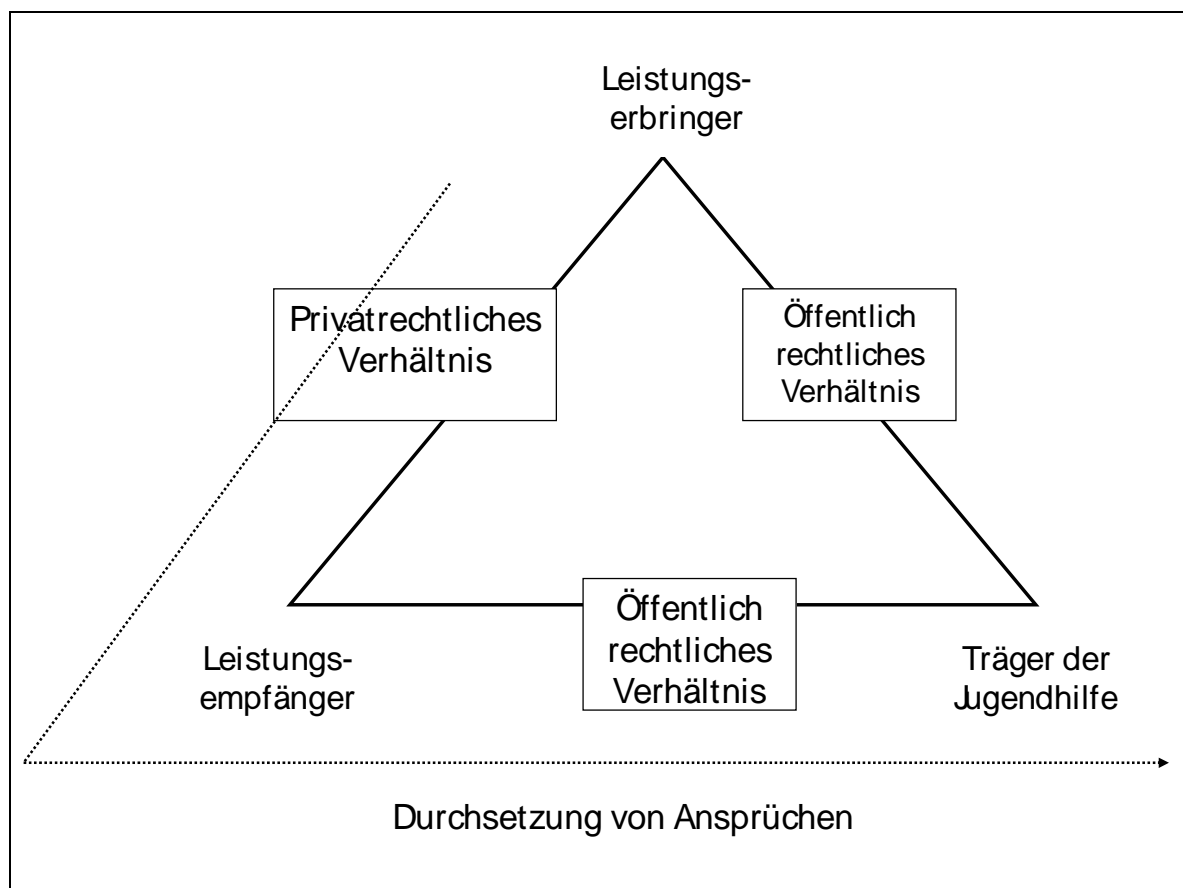 Leistungs-
erbringer
Privatrechtliches
Verhältnis
Öffentlich
rechtliches
Verhältnis
Öffentlich
rechtliches
Verhältnis
Leistungs-
empfänger
Träger der
Jugendhilfe
Durchsetzung von Ansprüchen